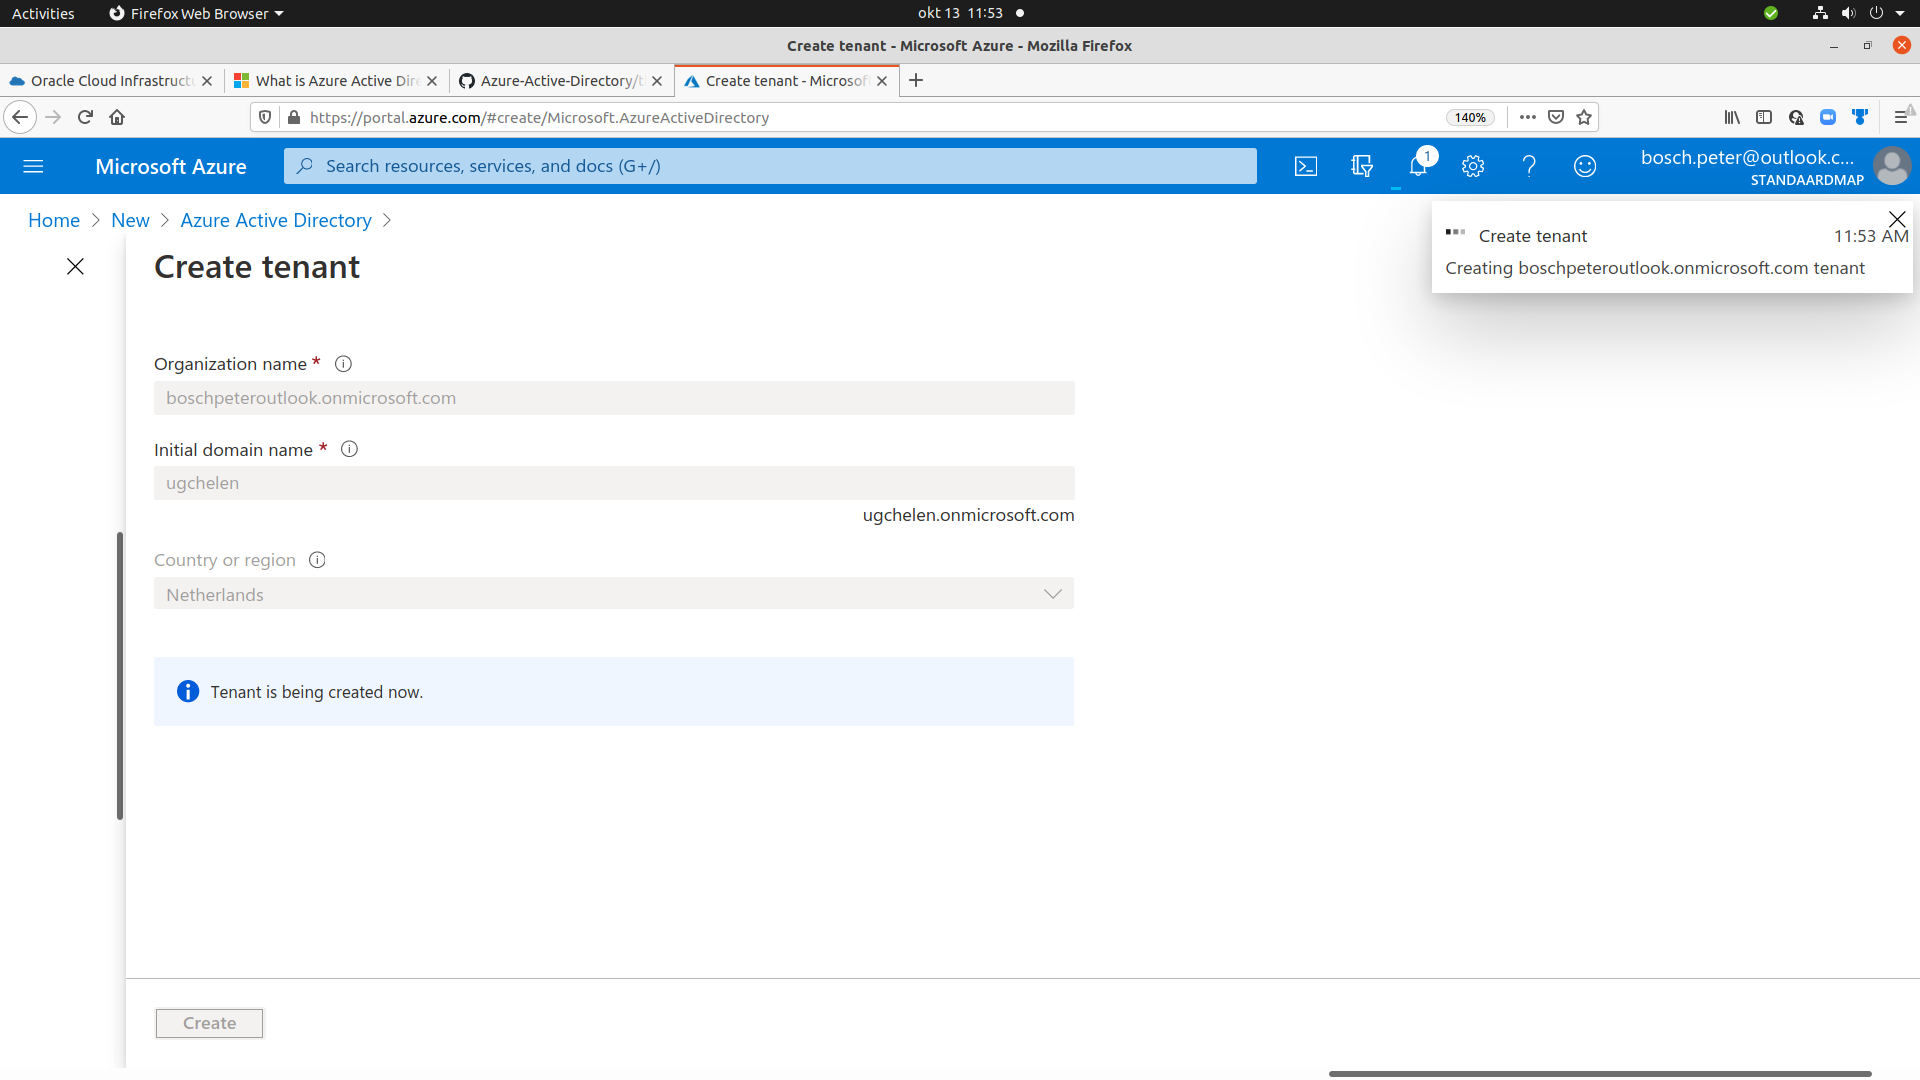 Activities
Firefox Web Browser
okt 13 11:53
Create tenant - Microsoft Azure - Mozilla Firefox
Oracle Cloud Infrastruct
What is Azure Active Dire
Azure-Active-Directory/
Create tenant - Microsof
https://portal.azure.com/#create/Microsoft.AzureActiveDirectory
140%
Microsoft Azure
Search resources, services, and docs (G+/)
1
bosch.peter@outlook.c...
STANDAARDMAP
Home
New
Azure Active Directory
Create tenant
11:53 AM
Creating boschpeteroutlook.onmicrosoft.com tenant
Create tenant
Organization name *
boschpeteroutlook.onmicrosoft.com
Initial domain name *
ugchelen
ugchelen.onmicrosoft.com
Country or region
Netherlands
Tenant is being created now.
Create